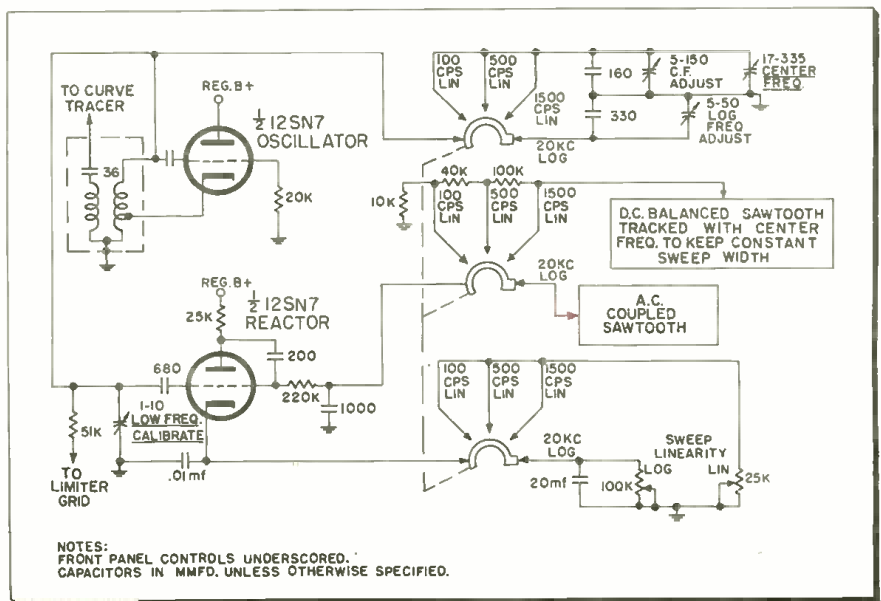 TO CURVE
TRACER
REG. B+
½ 12SN7
OSCILLATOR
36
20K
100
CPS
LIN
500
CPS
LIN
1500
CPS
LIN
20KC
LOG
160
5-150
C.F.
ADJUST
17-335
CENTER
FREQ.
330
5-50 LOG
FREQ
ADJUST
10K
40K
100K
100
CPS
LIN
500
CPS
LIN
1500
CPS
LIN
20KC
LOG
D.C. BALANCED SAWTOOTH
TRACKED WITH CENTER
FREQ. TO KEEP CONSTANT
SWEEP WIDTH
A.C.
COUPLED
SAWTOOTH
REG. B+
25K
½ 12SN7
REACTOR
200
680
220K
1000
1-10
LOW FREQ.
CALIBRATE
51K
TO
LIMITER
GRID
.01mf
100
CPS
LIN
500
CPS
LIN
1500
CPS
LIN
20KC
LOG
SWEEP
LINEARITY
LOG
LIN
20mf
100K
25K
NOTES:
FRONT PANEL CONTROLS UNDERSCORED.
CAPACITORS IN MMFD. UNLESS OTHERWISE SPECIFIED.